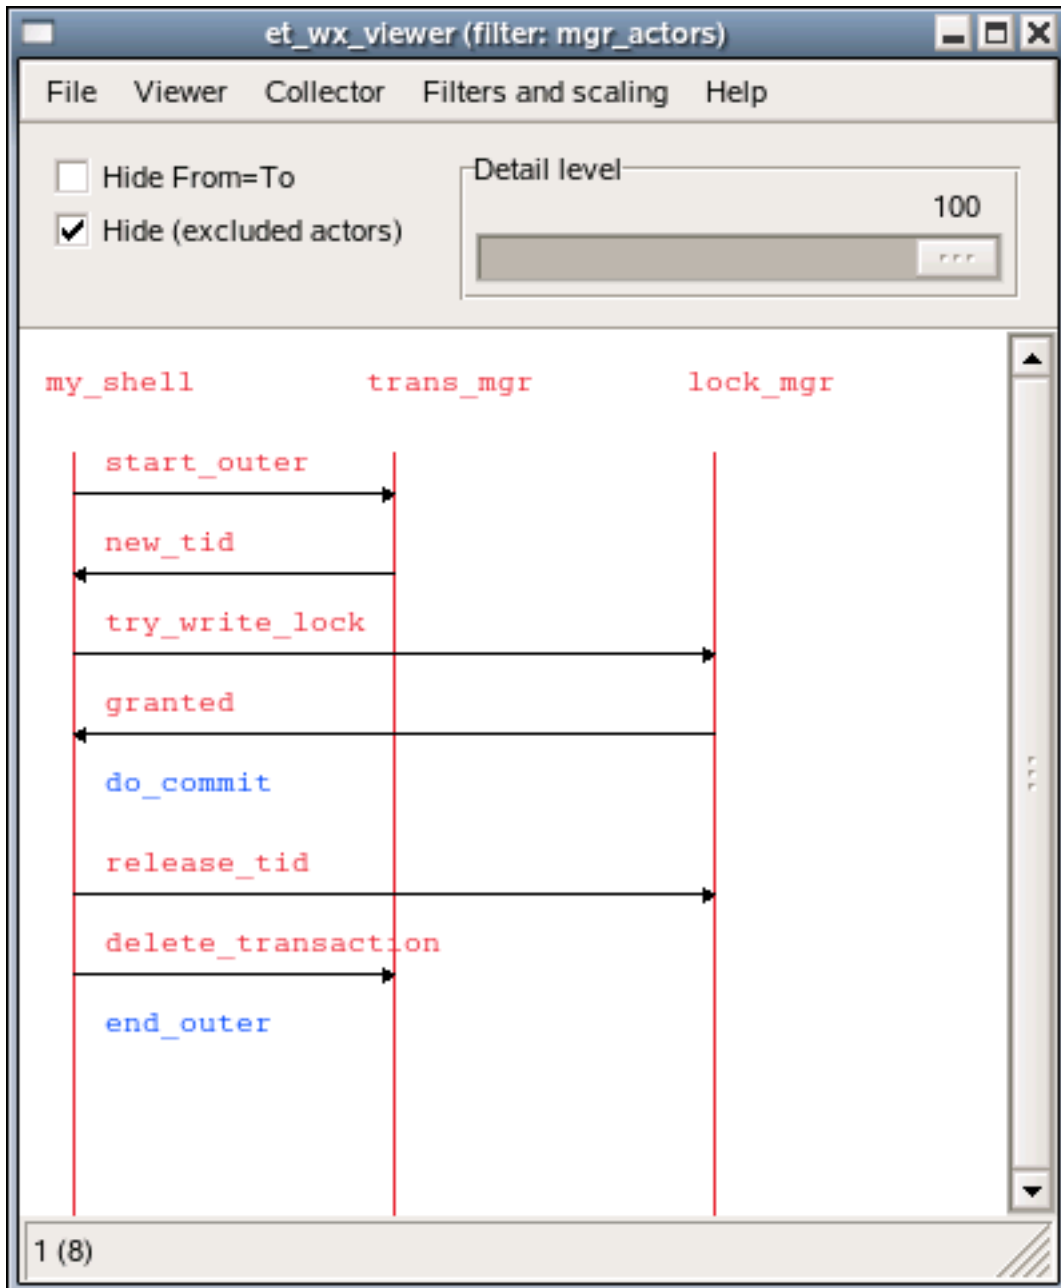 et_wx_viewer (filter: mgr_actors)
File Viewer Collector Filters and scaling Help
Hide From=To
Hide (excluded actors)
Detail level
100
my_shell trans_mgr lock_mgr
start_outer
new_tid
try_write_lock
granted
do_commit
release_tid
delete_transaction
end_outer
1 (8)